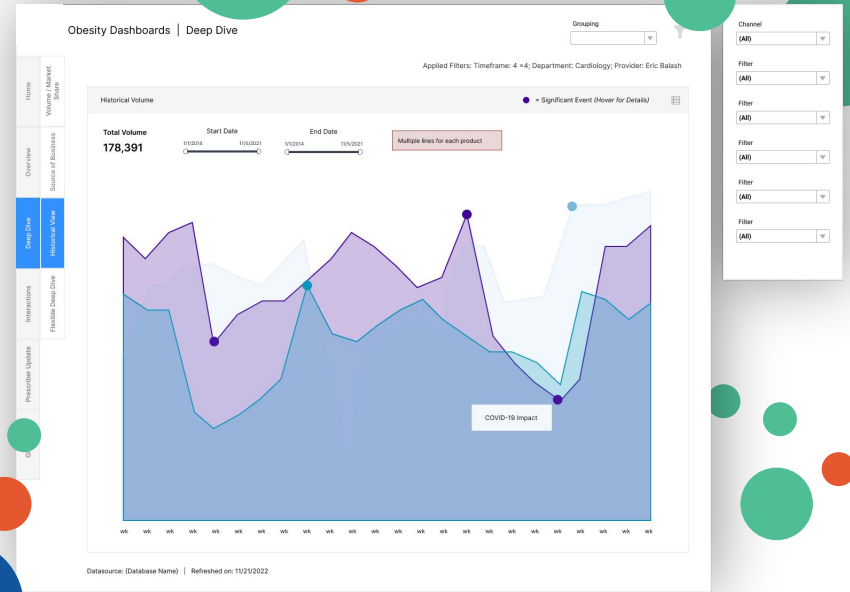 Obesity Dashboards | Deep Dive
Grouping
Applied Filters: Timeframe: 4 ×4; Department: Cardiology; Provider: Eric Balash
Home
Overview
Deep Dive
Interactions
Prescriber Update
Volume / Market
Share
Source of Business
Historical View
Flexible Deep Dive
Historical Volume
= Significant Event (Hover for Details)
Total Volume
178,391
Start Date
1/1/2014 11/5/2021
End Date
1/1/2014 11/5/2021
Multiple lines for each product
COVID-19 Impact
wk wk wk wk wk wk wk wk wk wk wk wk wk wk wk wk wk wk wk wk wk wk wk wk
Datasource: (Database Name) | Refreshed on: 11/21/2022
Channel
(All)
Filter
(All)
Filter
(All)
Filter
(All)
Filter
(All)
Filter
(All)